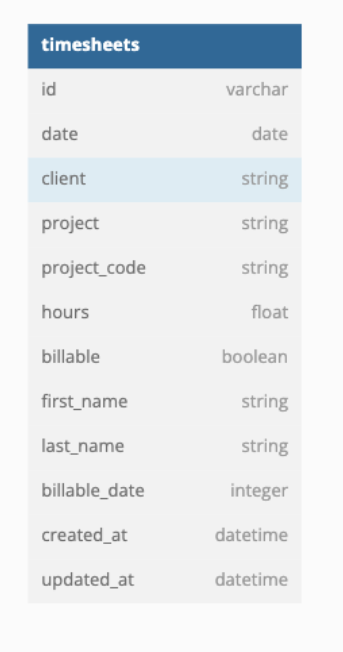 timesheets
id varchar
date date
client string
project string
project_code string
hours float
billable boolean
first_name string
last_name string
billable_date integer
created_at datetime
updated_at datetime